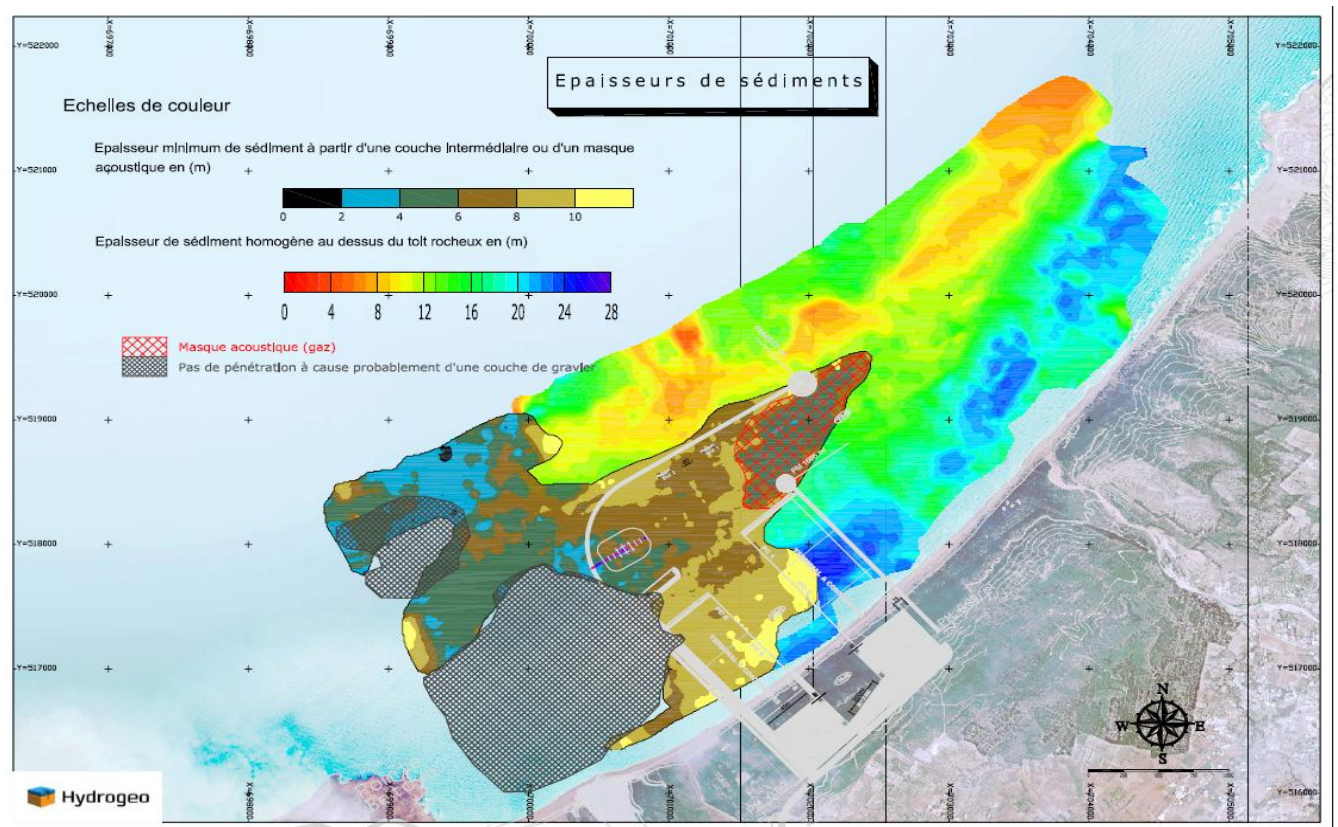 Y=522000
Y=522000
Epaisseurs de sédiments
Echelles de couleur
Epaisseur minimum de sédiment à partir d'une couche intermédiaire ou d'un masque
acoustique en (m)
Y=521000
Y=521000
0 2 4 6 8 10
Epaisseur de sédiment homogène au dessus du toit rocheux en (m)
0 4 8 12 16 20 24 28
Y=520000
Y=520000
Masque acoustique (gaz)
Pas de pénétration à cause probablement d'une couche de gravier
Y=519000
Y=519000
Y=518000
Y=518000
Y=517000
Y=517000
N
W E
S
Hydrogeo
Y=516000